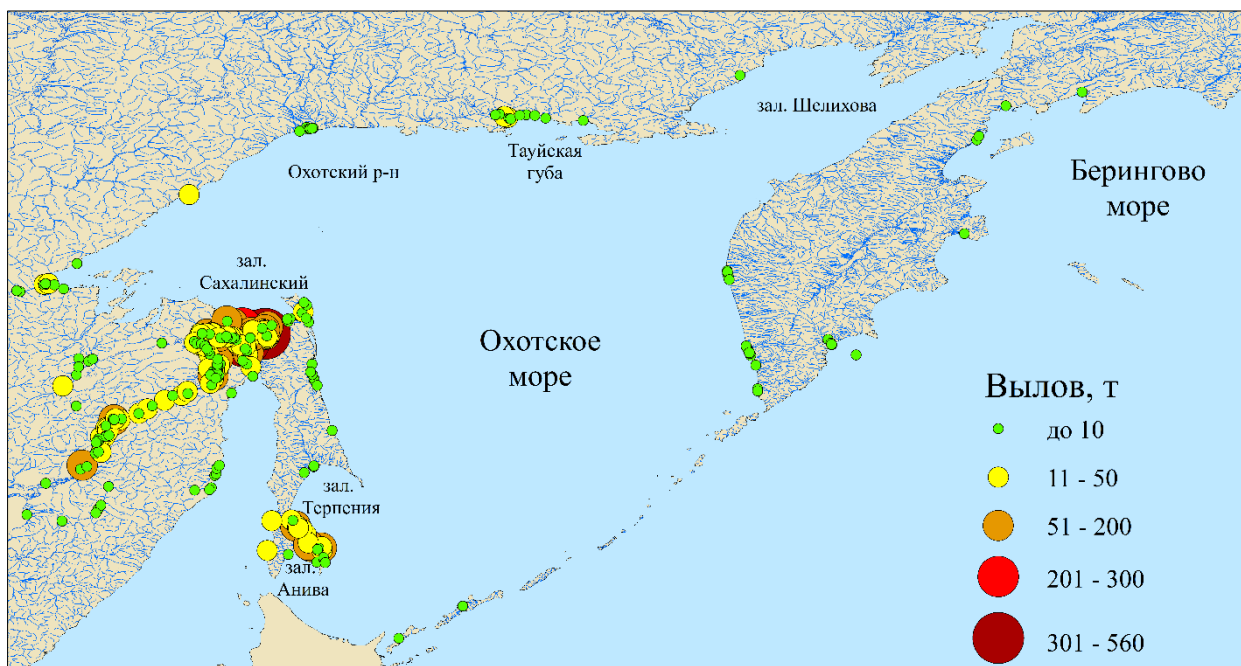 зал. Шелихова
Тауйская
губа
Охотский р-н
Берингово
море
зал.
Сахалинский
Охотское
море
зал.
Терпения
зал.
Анива
Вылов, т
до 10
11 - 50
51 - 200
201 - 300
301 - 560